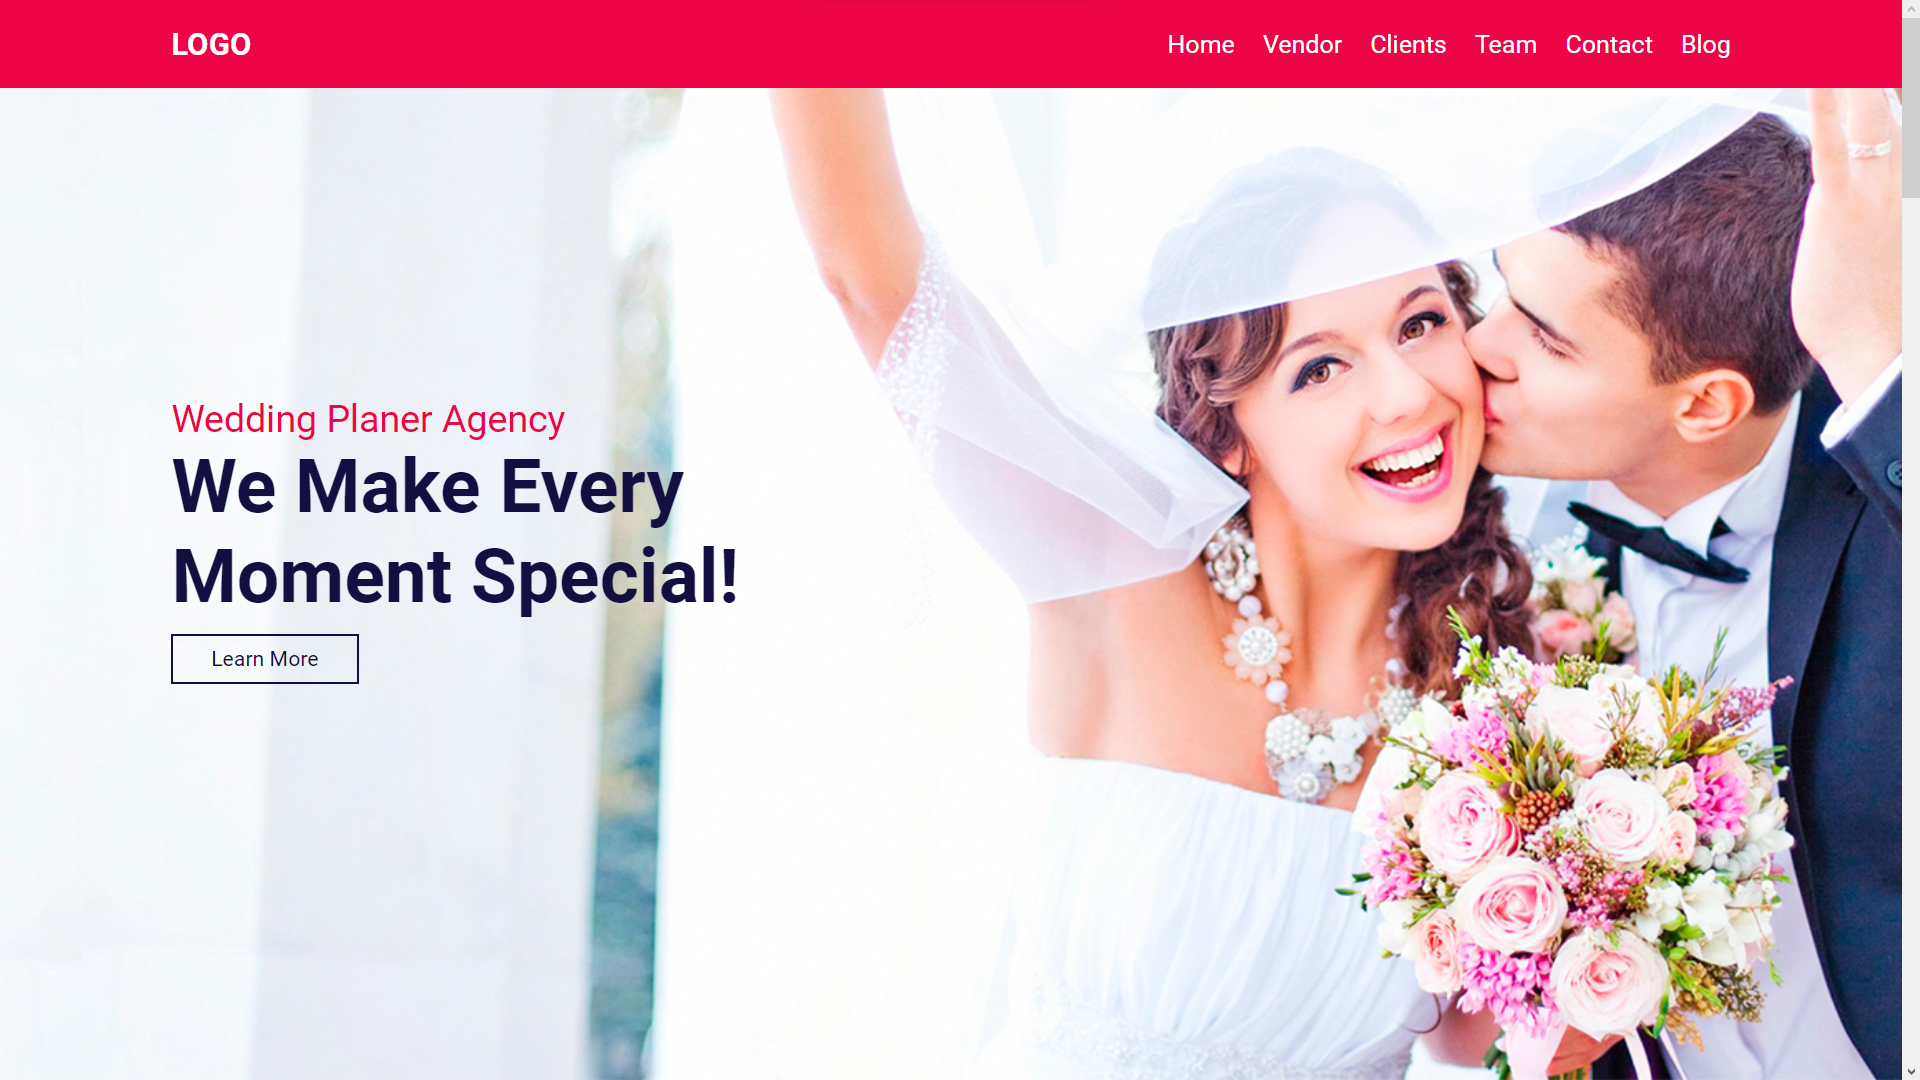 LOGO
Home Vendor Clients Team Contact Blog
Wedding Planer Agency
We Make Every
Moment Special!
Learn More